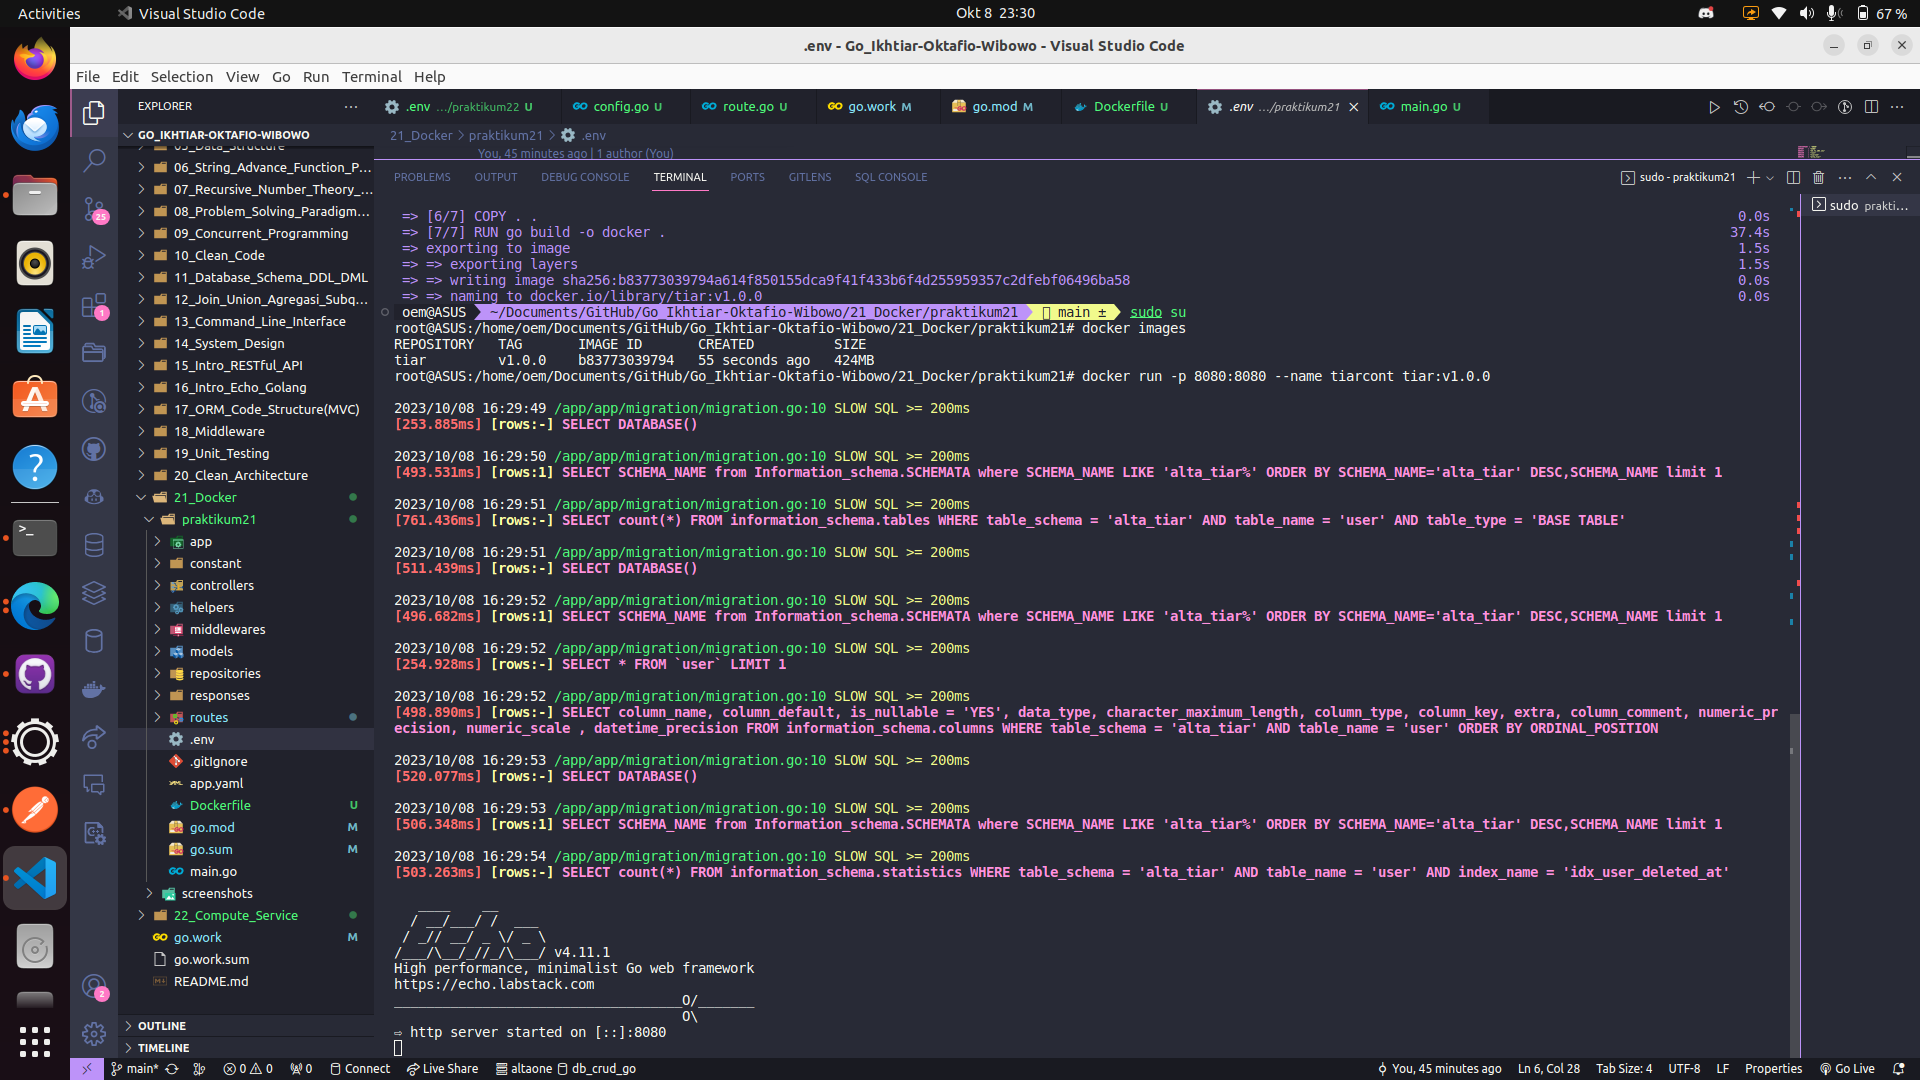 Activities
Visual Studio Code
Okt 8 23:30
67 %
.env - Go_Ikhtiar-Oktafio-Wibowo - Visual Studio Code
File Edit Selection View Go Run Terminal Help
EXPLORER
.env .../praktikum22 U
config.go U
route.go U
go.work M
go.mod M
Dockerfile U
.env .../praktikum21
main.go U
GO_IKHTIAR-OKTAFIO-WIBOWO
21_Docker > praktikum21 > .env
You, 45 minutes ago | 1 author (You)
05_Data_Structure
06_String_Advance_Function_P...
07_Recursive_Number_Theory_...
08_Problem_Solving_Paradigm...
09_Concurrent_Programming
10_Clean_Code
11_Database_Schema_DDL_DML
12_Join_Union_Agregasi_Subq...
13_Command_Line_Interface
14_System_Design
15_Intro_RESTful_API
16_Intro_Echo_Golang
17_ORM_Code_Structure(MVC)
18_Middleware
19_Unit_Testing
20_Clean_Architecture
21_Docker
praktikum21
app
constant
controllers
helpers
middlewares
models
repositories
responses
routes
.env
.gitIgnore
app.yaml
Dockerfile U
go.mod M
go.sum M
main.go
screenshots
22_Compute_Service
go.work M
go.work.sum
README.md
OUTLINE
TIMELINE
25
1
2
PROBLEMS OUTPUT DEBUG CONSOLE TERMINAL PORTS GITLENS SQL CONSOLE
sudo - praktikum21
sudo prakti...
=> [6/7] COPY . . 0.0s
=> [7/7] RUN go build -o docker . 37.4s
=> exporting to image 1.5s
=> => exporting layers 1.5s
=> => writing image sha256:b83773039794a614f850155dca9f41f433b6f4d255959357c2dfebf06496ba58 0.0s
=> => naming to docker.io/library/tiar:v1.0.0 0.0s
oem@ASUS ~/Documents/GitHub/Go_Ikhtiar-Oktafio-Wibowo/21_Docker/praktikum21 main ± sudo su
root@ASUS:/home/oem/Documents/GitHub/Go_Ikhtiar-Oktafio-Wibowo/21_Docker/praktikum21# docker images
REPOSITORY TAG IMAGE ID CREATED SIZE
tiar v1.0.0 b83773039794 55 seconds ago 424MB
root@ASUS:/home/oem/Documents/GitHub/Go_Ikhtiar-Oktafio-Wibowo/21_Docker/praktikum21# docker run -p 8080:8080 --name tiarcont tiar:v1.0.0
2023/10/08 16:29:49 /app/app/migration/migration.go:10 SLOW SQL >= 200ms
[253.885ms] [rows:-] SELECT DATABASE()
2023/10/08 16:29:50 /app/app/migration/migration.go:10 SLOW SQL >= 200ms
[493.531ms] [rows:1] SELECT SCHEMA_NAME from Information_schema.SCHEMATA where SCHEMA_NAME LIKE 'alta_tiar%' ORDER BY SCHEMA_NAME='alta_tiar' DESC,SCHEMA_NAME limit 1
2023/10/08 16:29:51 /app/app/migration/migration.go:10 SLOW SQL >= 200ms
[761.436ms] [rows:-] SELECT count(*) FROM information_schema.tables WHERE table_schema = 'alta_tiar' AND table_name = 'user' AND table_type = 'BASE TABLE'
2023/10/08 16:29:51 /app/app/migration/migration.go:10 SLOW SQL >= 200ms
[511.439ms] [rows:-] SELECT DATABASE()
2023/10/08 16:29:52 /app/app/migration/migration.go:10 SLOW SQL >= 200ms
[496.682ms] [rows:1] SELECT SCHEMA_NAME from Information_schema.SCHEMATA where SCHEMA_NAME LIKE 'alta_tiar%' ORDER BY SCHEMA_NAME='alta_tiar' DESC,SCHEMA_NAME limit 1
2023/10/08 16:29:52 /app/app/migration/migration.go:10 SLOW SQL >= 200ms
[254.928ms] [rows:-] SELECT * FROM `user` LIMIT 1
2023/10/08 16:29:52 /app/app/migration/migration.go:10 SLOW SQL >= 200ms
[498.890ms] [rows:-] SELECT column_name, column_default, is_nullable = 'YES', data_type, character_maximum_length, column_type, column_key, extra, column_comment, numeric_pr
ecision, numeric_scale , datetime_precision FROM information_schema.columns WHERE table_schema = 'alta_tiar' AND table_name = 'user' ORDER BY ORDINAL_POSITION
2023/10/08 16:29:53 /app/app/migration/migration.go:10 SLOW SQL >= 200ms
[520.077ms] [rows:-] SELECT DATABASE()
2023/10/08 16:29:53 /app/app/migration/migration.go:10 SLOW SQL >= 200ms
[506.348ms] [rows:1] SELECT SCHEMA_NAME from Information_schema.SCHEMATA where SCHEMA_NAME LIKE 'alta_tiar%' ORDER BY SCHEMA_NAME='alta_tiar' DESC,SCHEMA_NAME limit 1
2023/10/08 16:29:54 /app/app/migration/migration.go:10 SLOW SQL >= 200ms
[503.263ms] [rows:-] SELECT count(*) FROM information_schema.statistics WHERE table_schema = 'alta_tiar' AND table_name = 'user' AND index_name = 'idx_user_deleted_at'
Echo v4.11.1
High performance, minimalist Go web framework
https://echo.labstack.com
____________________________________O/_______
O\
⇨ http server started on [::]:8080
main* 0 0 0 Connect Live Share altaone db_crud_go
You, 45 minutes ago Ln 6, Col 28 Tab Size: 4 UTF-8 LF Properties Go Live